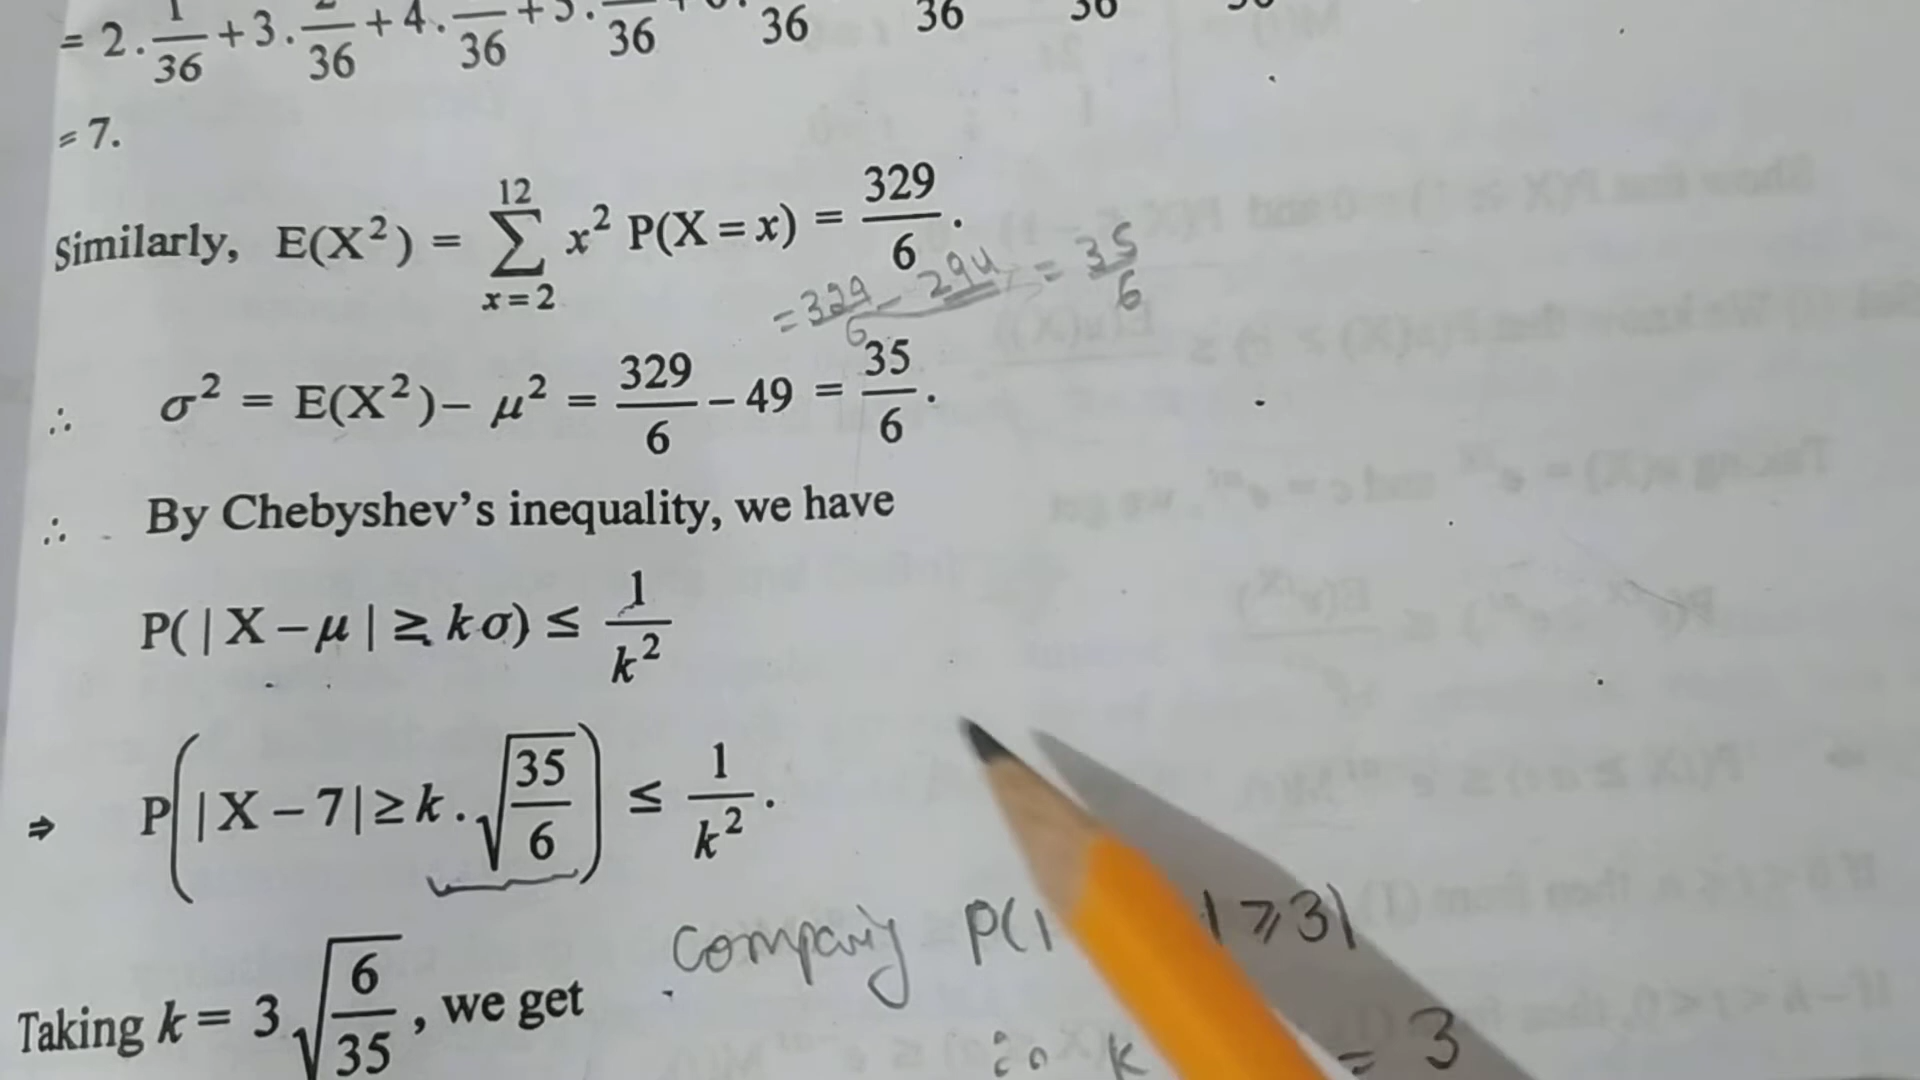 = 2 . 1/36 + 3 . 2/36 + 4 . /36 + 5 . /36 + /36 36 36
= 7.
Similarly, E(X²) = Σ_{x=2}^{12} x² P(X = x) = 329/6 .
= (329 - 294)/6 = 35/6
∴ σ² = E(X²) – μ² = 329/6 – 49 = 35/6 .
∴ By Chebyshev's inequality, we have
P( | X – μ | ≥ k σ) ≤ 1/k²
⇒ P( | X – 7 | ≥ k . √(35/6) ) ≤ 1/k² .
Comparing P(| | ≥ 3)
Taking k = 3 √(6/35) , we get
∴ k = 3